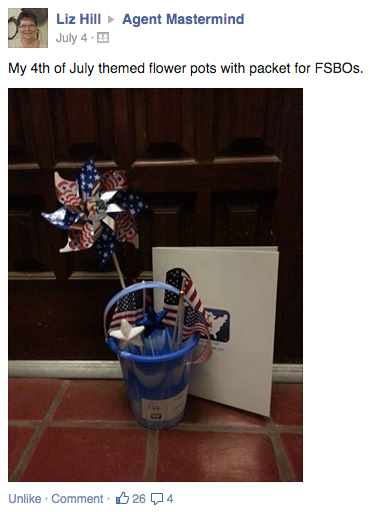 Liz Hill ▸ Agent Mastermind
July 4 ·
My 4th of July themed flower pots with packet for FSBOs.
Unlike · Comment · 26 4